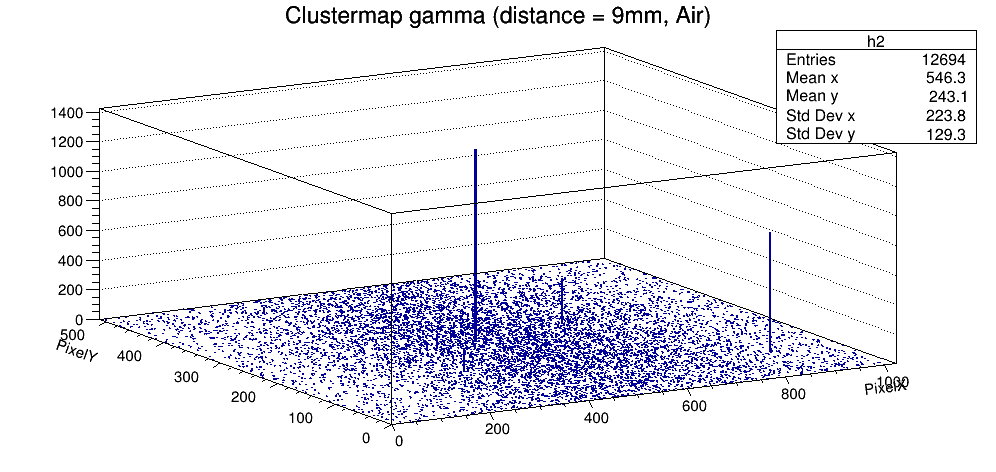 Clustermap gamma (distance = 9mm, Air)
h2
Entries 12694
Mean x 546.3
Mean y 243.1
Std Dev x 223.8
Std Dev y 129.3
1400
1200
1000
800
600
400
200
0
500
PixelY
400
300
200
100
0
0
200
400
600
800
1000
PixelX